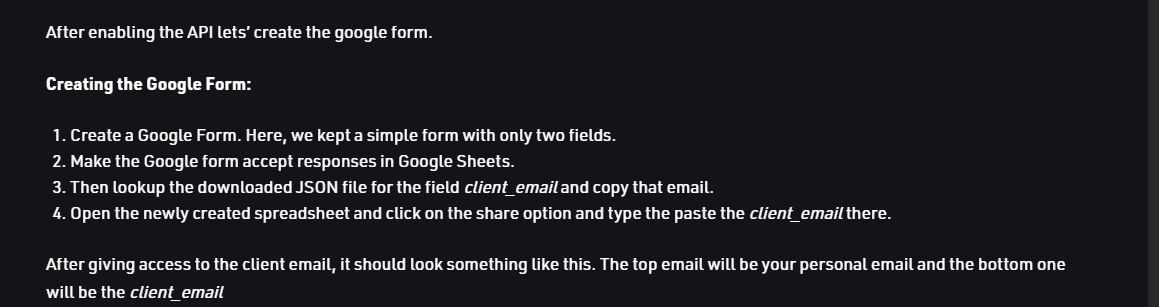 After enabling the API lets’ create the google form.
Creating the Google Form:
1. Create a Google Form. Here, we kept a simple form with only two fields.
2. Make the Google form accept responses in Google Sheets.
3. Then lookup the downloaded JSON file for the field client_email and copy that email.
4. Open the newly created spreadsheet and click on the share option and type the paste the client_email there.
After giving access to the client email, it should look something like this. The top email will be your personal email and the bottom one
will be the client_email